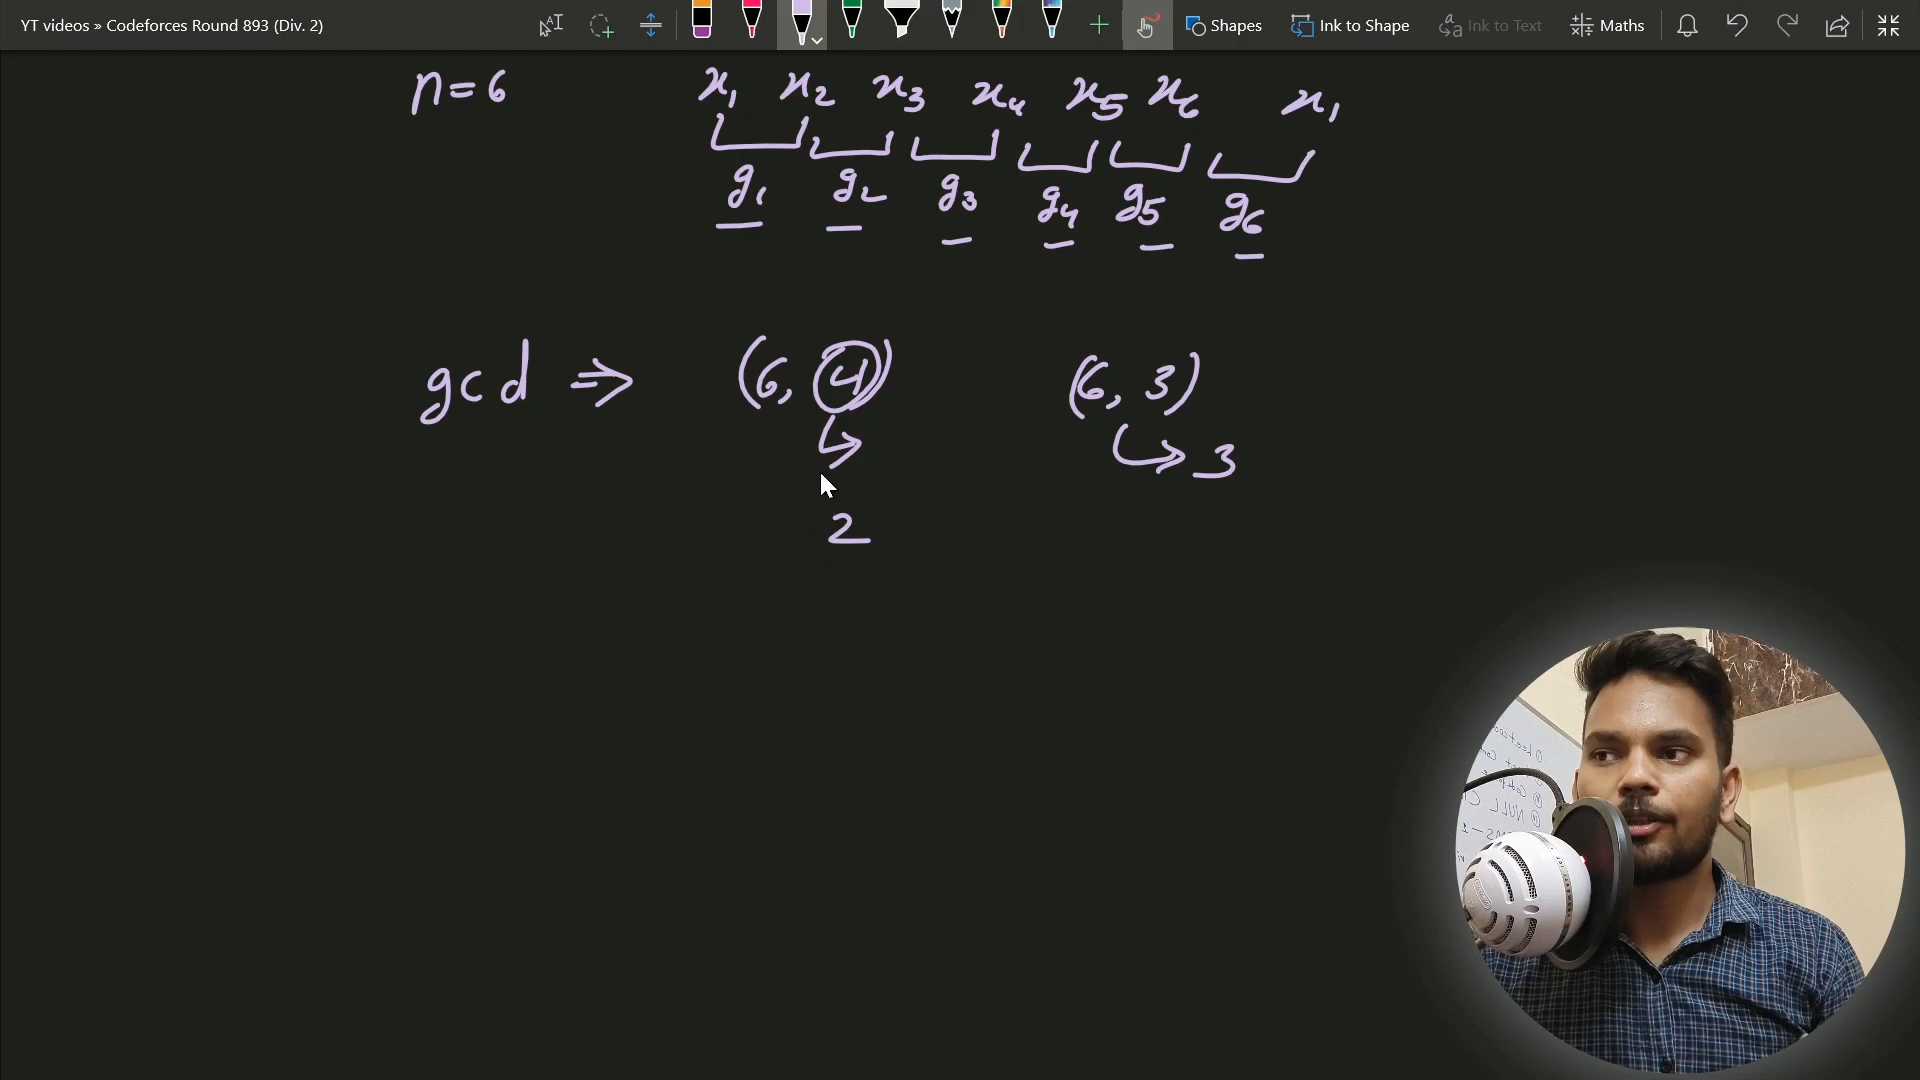 YT videos » Codeforces Round 893 (Div. 2)
Shapes Ink to Shape Ink to Text Maths
n=6 x1 x2 x3 x4 x5 x6 x1
g1 g2 g3 g4 g5 g6
gcd ⇒ (6, 4) (6, 3)
3
2